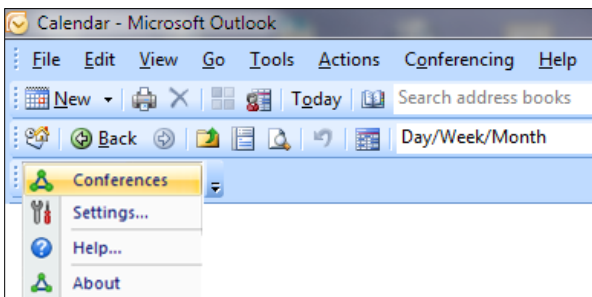 Calendar - Microsoft Outlook
File Edit View Go Tools Actions Conferencing Help
New Today Search address books
Back Day/Week/Month
Conferences
Settings...
Help...
About